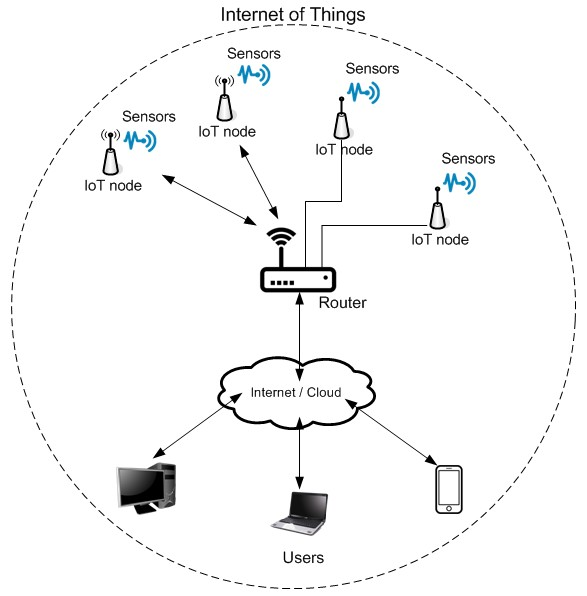 Internet of Things
Sensors
IoT node
Sensors
IoT node
Sensors
IoT node
Sensors
IoT node
Router
Internet / Cloud
Users